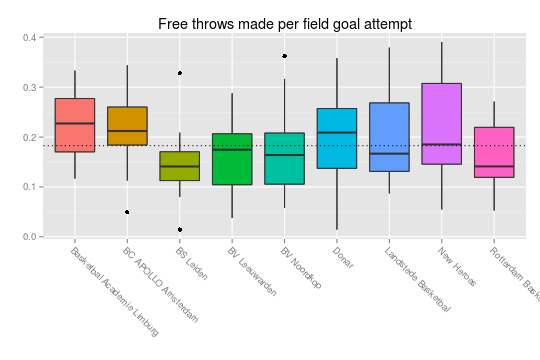 Free throws made per field goal attempt
0.4
0.3
0.2
0.1
0.0
Basketbal Academie Limburg
BC APOLLO Amsterdam
BS Leiden
BV Leeuwarden
BV Noordkop
Donar
Landstede Basketbal
New Heroes
Rotterdam Bask